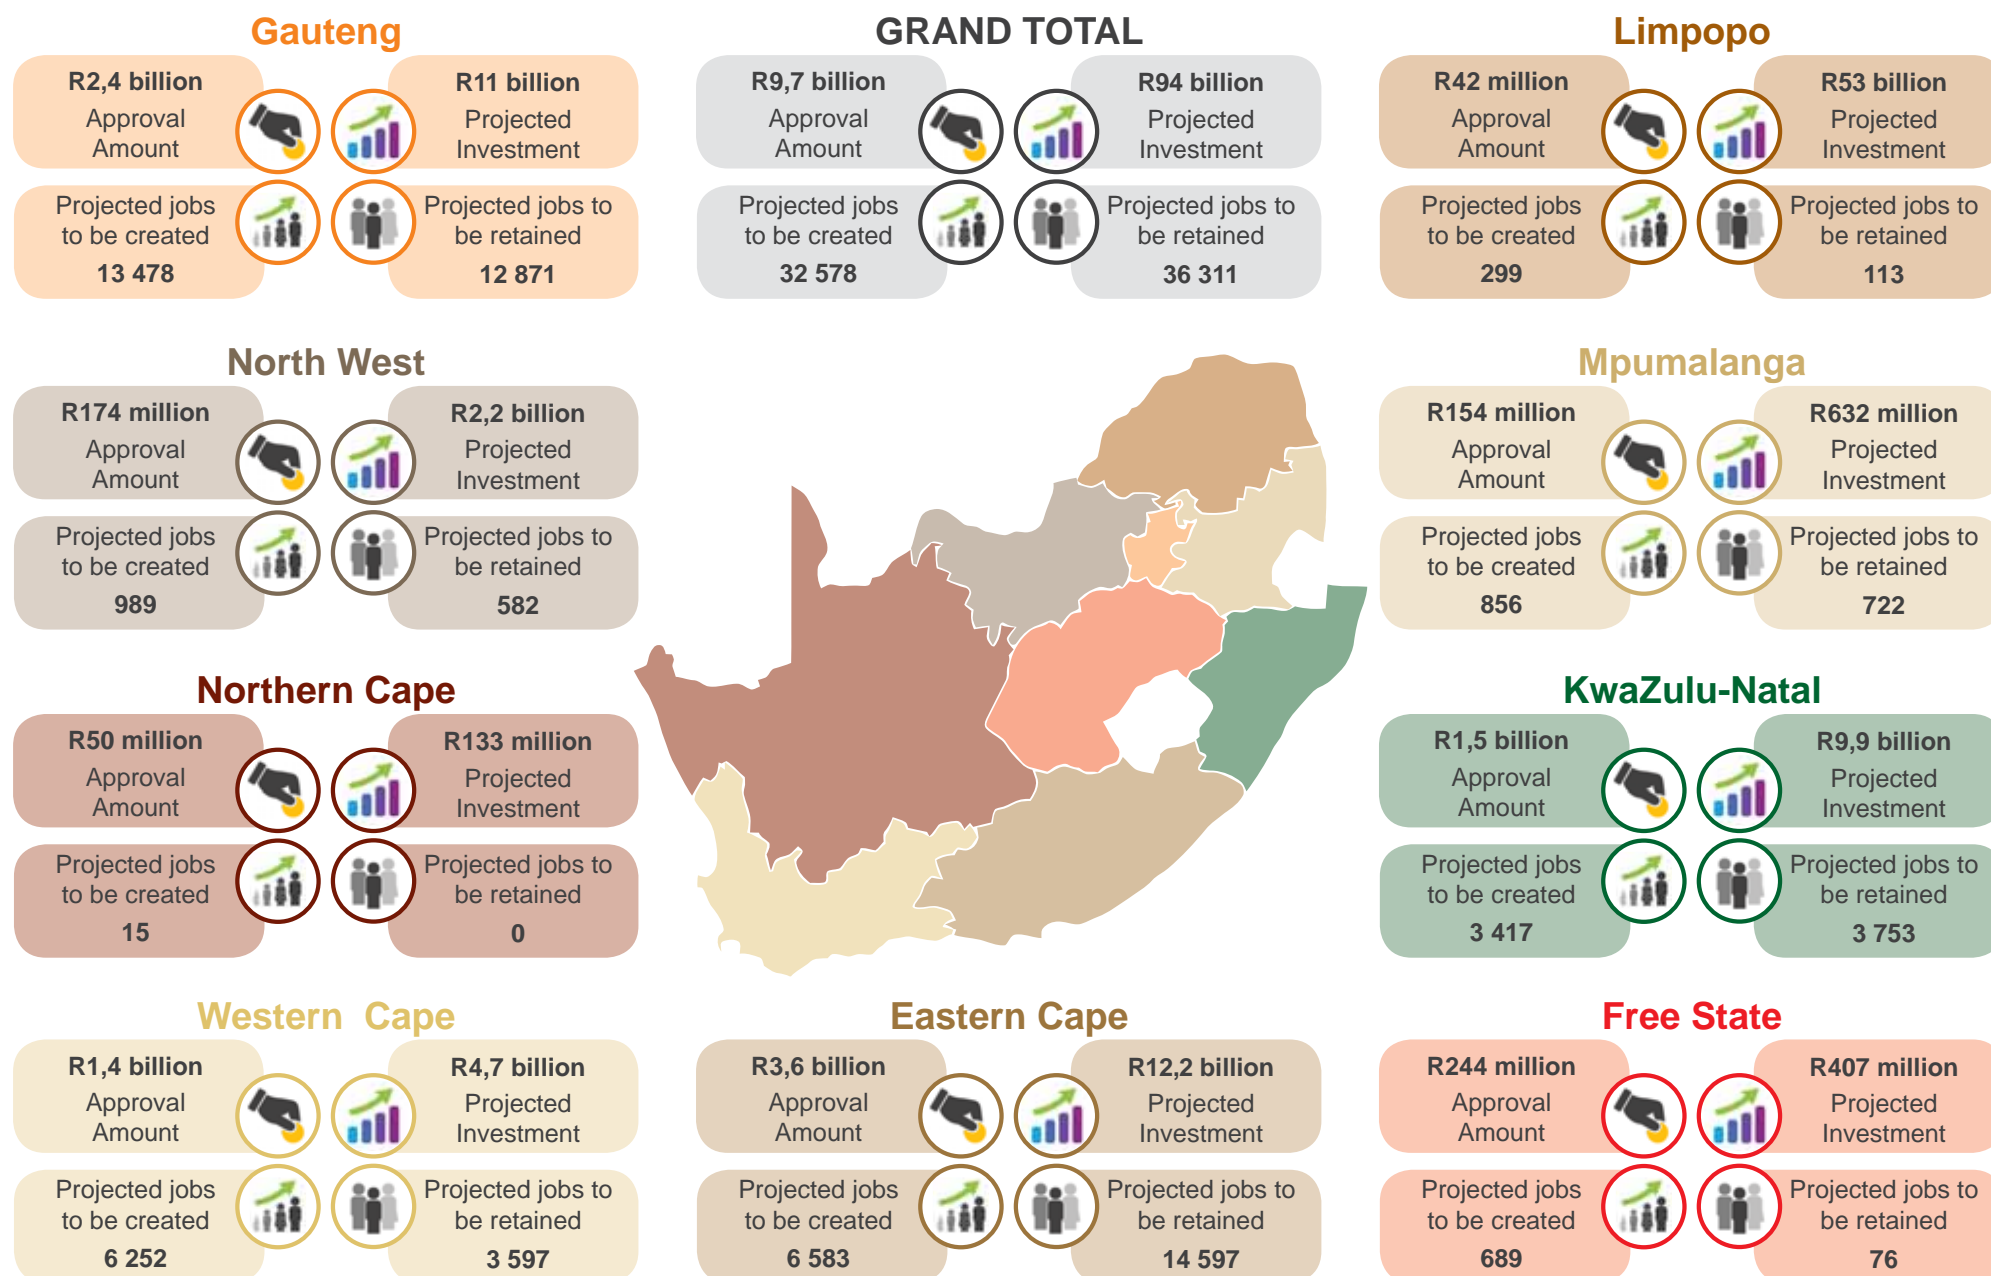 Gauteng
R2,4 billion
Approval
Amount
R11 billion
Projected
Investment
Projected jobs
to be created
13 478
Projected jobs to
be retained
12 871
GRAND TOTAL
R9,7 billion
Approval
Amount
R94 billion
Projected
Investment
Projected jobs
to be created
32 578
Projected jobs to
be retained
36 311
Limpopo
R42 million
Approval
Amount
R53 billion
Projected
Investment
Projected jobs
to be created
299
Projected jobs to
be retained
113
North West
R174 million
Approval
Amount
R2,2 billion
Projected
Investment
Projected jobs
to be created
989
Projected jobs to
be retained
582
Mpumalanga
R154 million
Approval
Amount
R632 million
Projected
Investment
Projected jobs
to be created
856
Projected jobs to
be retained
722
Northern Cape
R50 million
Approval
Amount
R133 million
Projected
Investment
Projected jobs
to be created
15
Projected jobs to
be retained
0
KwaZulu-Natal
R1,5 billion
Approval
Amount
R9,9 billion
Projected
Investment
Projected jobs
to be created
3 417
Projected jobs to
be retained
3 753
Western Cape
R1,4 billion
Approval
Amount
R4,7 billion
Projected
Investment
Projected jobs
to be created
6 252
Projected jobs to
be retained
3 597
Eastern Cape
R3,6 billion
Approval
Amount
R12,2 billion
Projected
Investment
Projected jobs
to be created
6 583
Projected jobs to
be retained
14 597
Free State
R244 million
Approval
Amount
R407 million
Projected
Investment
Projected jobs
to be created
689
Projected jobs to
be retained
76